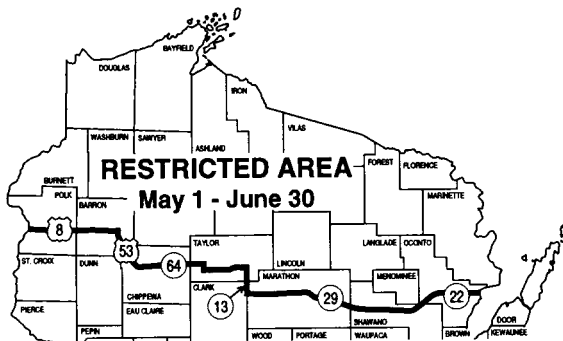 BAYFIELD
DOUGLAS
IRON
VILAS
WASHBURN
SAWYER
ASHLAND
FOREST
FLORENCE
RESTRICTED AREA
BURNETT
MARINETTE
May 1 - June 30
POLK
BARRON
8
53
TAYLOR
LANGLADE
OCONTO
ST. CROIX
DUNN
64
LINCOLN
MARATHON
MENOMINEE
CLARK
CHIPPEWA
29
22
13
PIERCE
EAU CLAIRE
SHAWANO
DOOR
PEPIN
WOOD
PORTAGE
WAUPACA
BROWN
KEWAUNEE